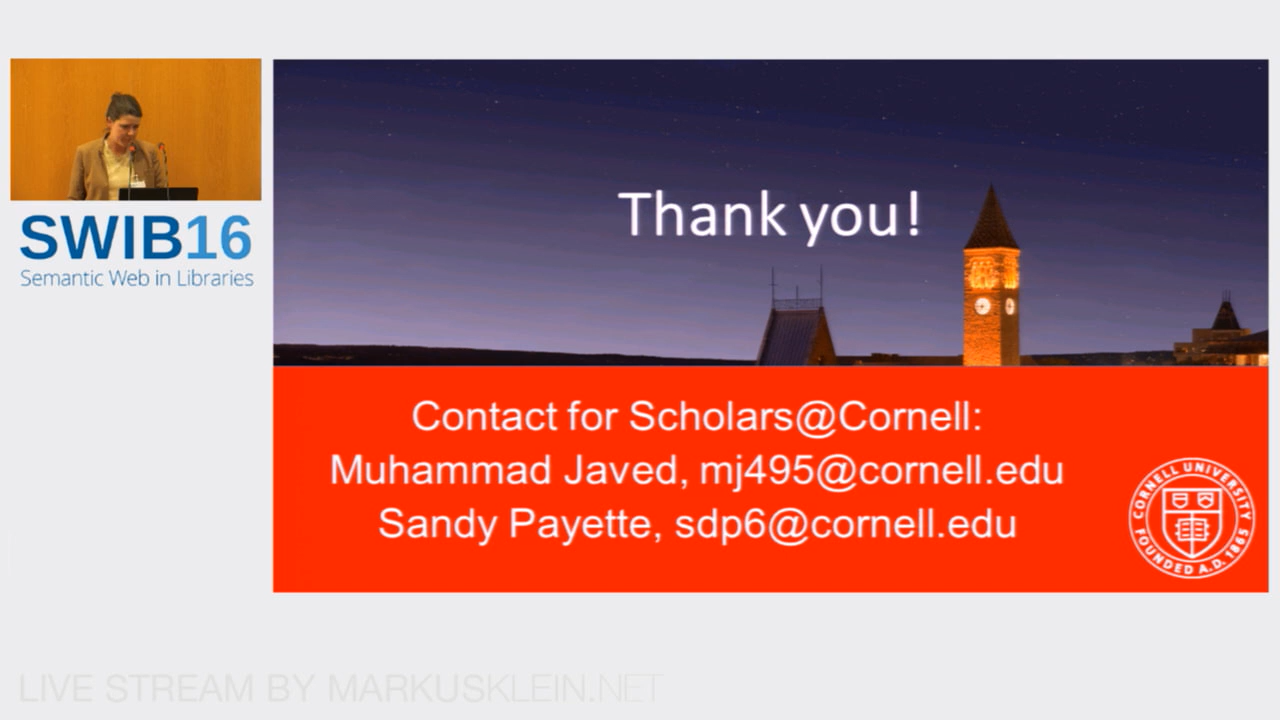 SWIB16
Semantic Web in Libraries
Thank you!
Contact for Scholars@Cornell:
Muhammad Javed, mj495@cornell.edu
Sandy Payette, sdp6@cornell.edu
CORNELL UNIVERSITY
FOUNDED A.D. 1865
LIVE STREAM BY MARKUSKLEIN.NET